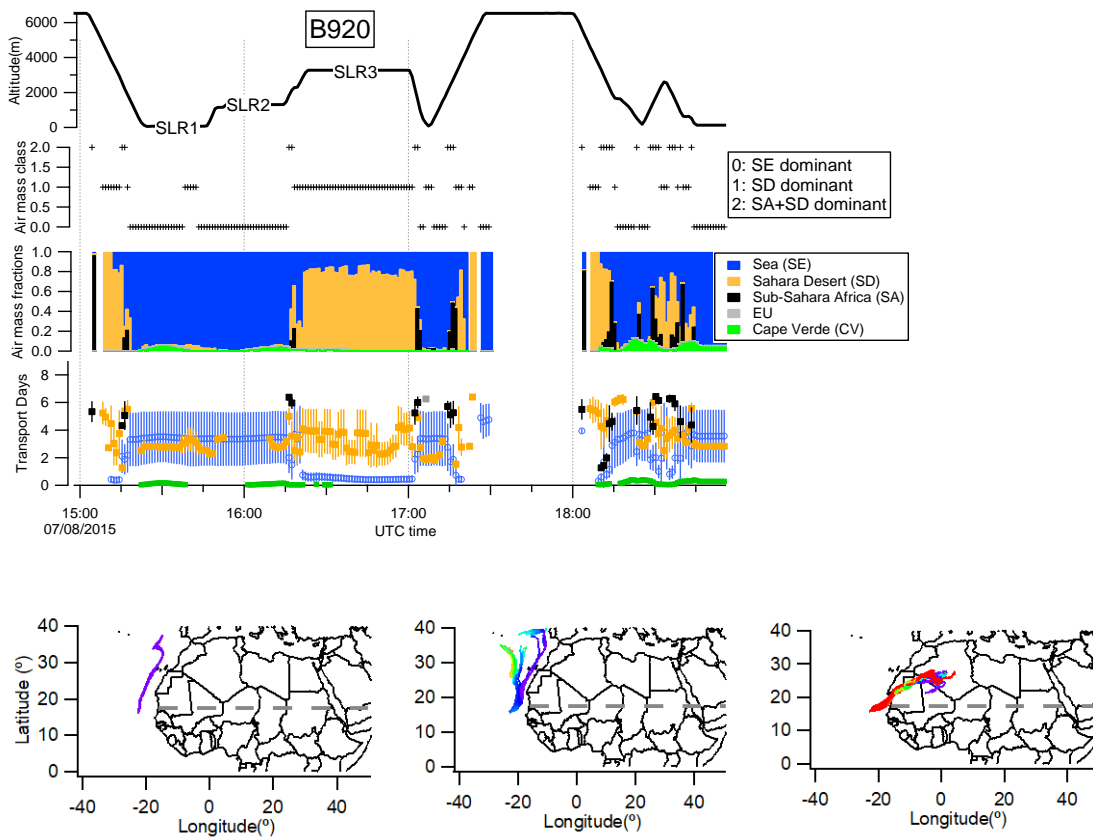 B920
Altitude(m)
6000
4000
2000
0
SLR1
SLR2
SLR3
Air mass class
2.0
1.5
1.0
0.5
0.0
0: SE dominant
1: SD dominant
2: SA+SD dominant
Air mass fractions
1.0
0.8
0.6
0.4
0.2
0.0
Sea (SE)
Sahara Desert (SD)
Sub-Sahara Africa (SA)
EU
Cape Verde (CV)
Transport Days
8
6
4
2
0
15:00 16:00 17:00 18:00
07/08/2015
UTC time
Latitude (º)
40
30
20
10
0
-40 -20 0 20 40
Longitude(º)
40
30
20
10
0
-40 -20 0 20 40
Longitude(º)
40
30
20
10
0
-40 -20 0 20 40
Longitude(º)